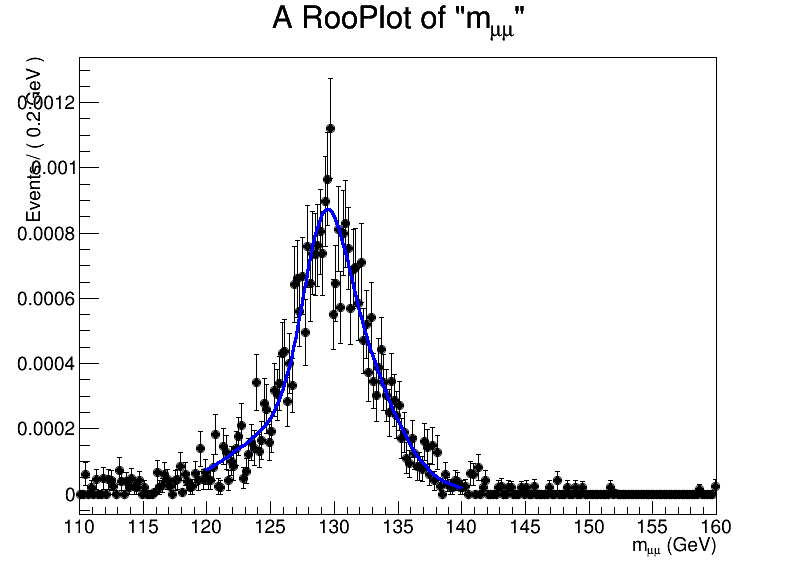 A RooPlot of "mμμ"
Events / ( 0.2 GeV )
0.0012
0.001
0.0008
0.0006
0.0004
0.0002
0
110 115 120 125 130 135 140 145 150 155 160
mμμ (GeV)